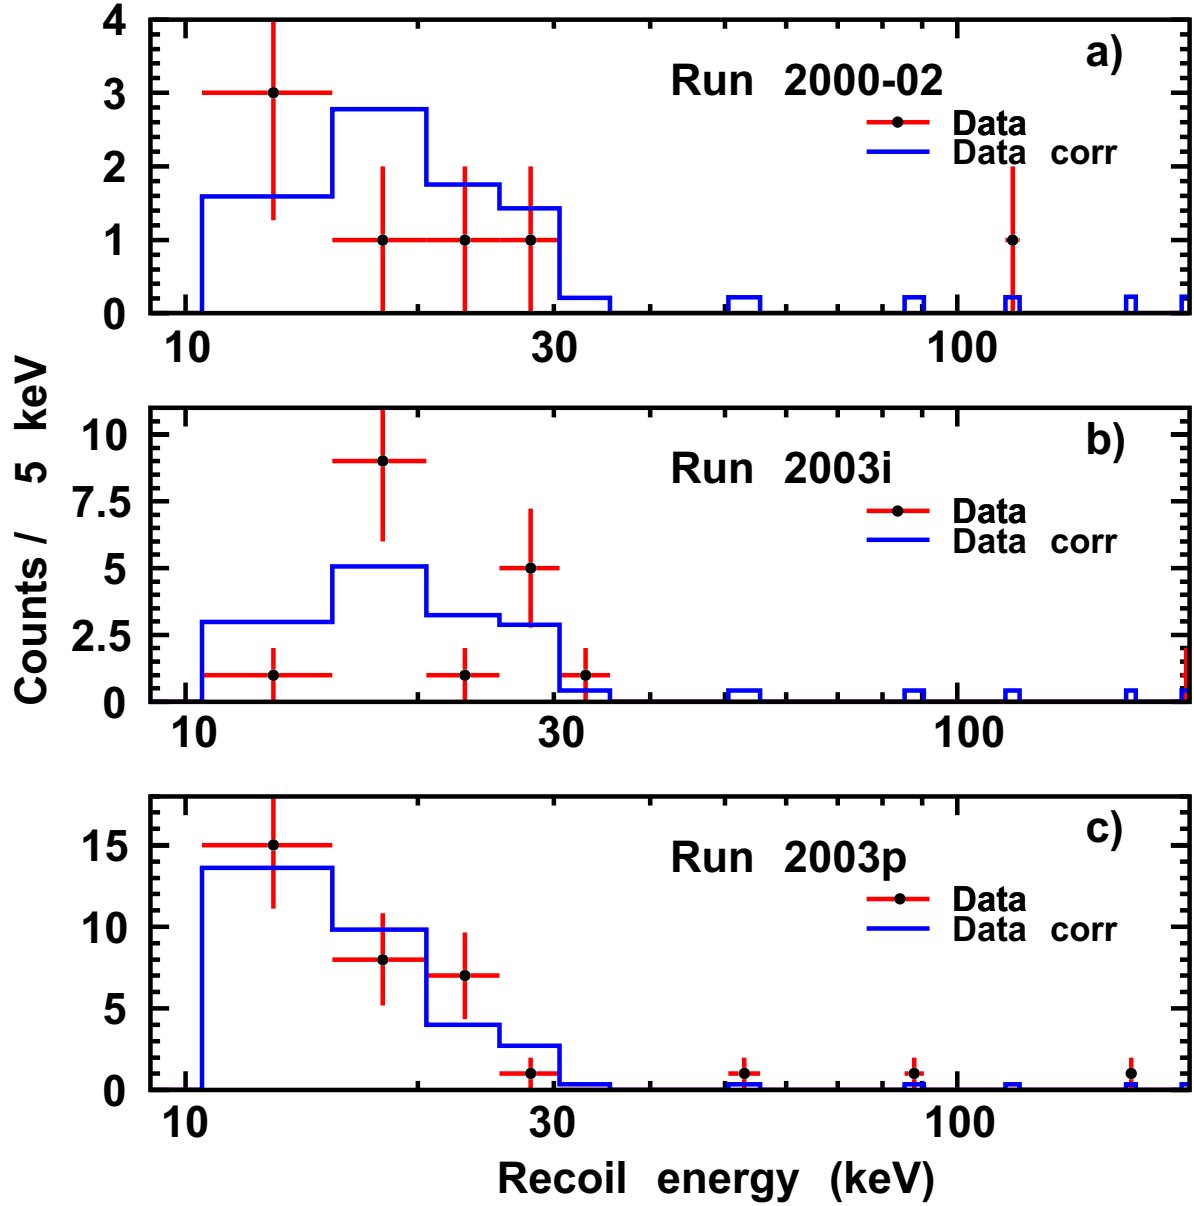 Counts / 5 keV
a)
Run 2000-02
Data
Data corr
4
3
2
1
0
10 30 100
b)
Run 2003i
Data
Data corr
10
7.5
5
2.5
0
10 30 100
c)
Run 2003p
Data
Data corr
15
10
5
0
10 30 100
Recoil energy (keV)